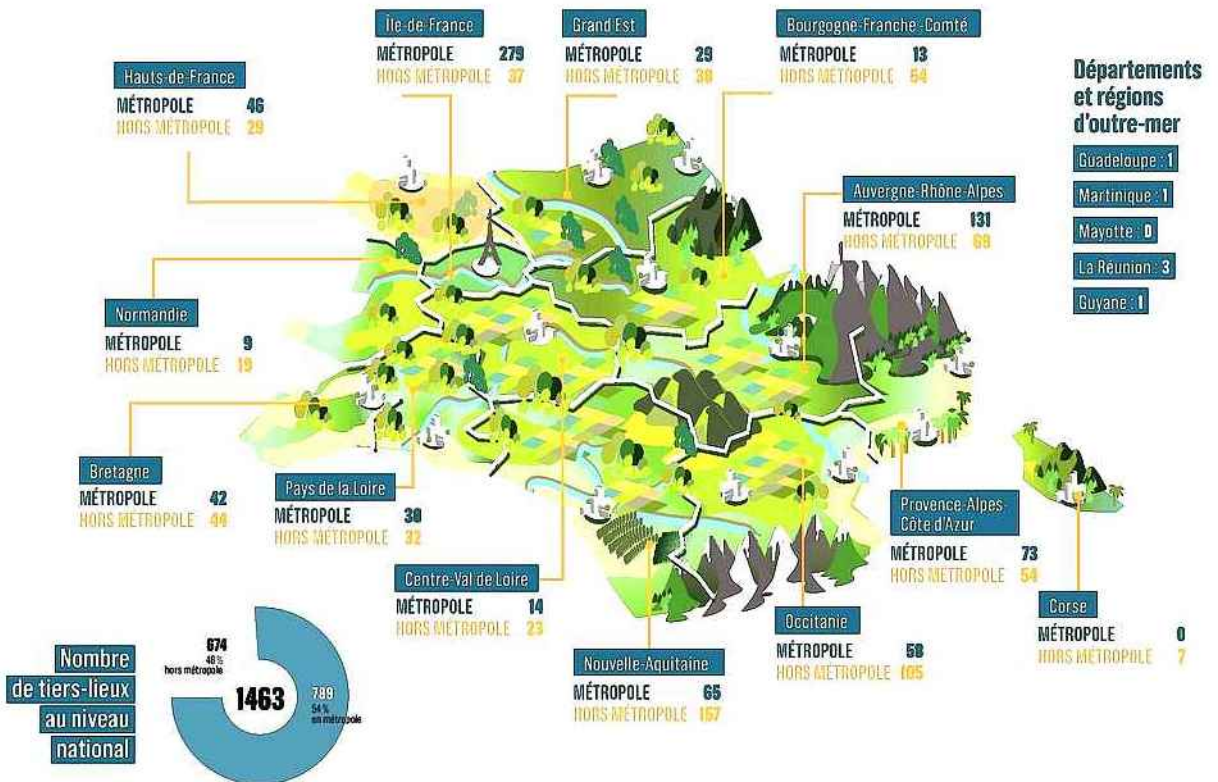 Île-de-France
MÉTROPOLE 279
HORS MÉTROPOLE 37
Grand Est
MÉTROPOLE 29
HORS MÉTROPOLE 38
Bourgogne-Franche-Comté
MÉTROPOLE 13
HORS MÉTROPOLE 54
Hauts-de-France
MÉTROPOLE 46
HORS MÉTROPOLE 29
Départements
et régions
d'outre-mer
Guadeloupe : 1
Martinique : 1
Mayotte : 0
La Réunion : 3
Guyane : 1
Auvergne-Rhône-Alpes
MÉTROPOLE 131
HORS MÉTROPOLE 69
Normandie
MÉTROPOLE 9
HORS MÉTROPOLE 19
Bretagne
MÉTROPOLE 42
HORS MÉTROPOLE 44
Pays de la Loire
MÉTROPOLE 30
HORS MÉTROPOLE 32
Centre-Val de Loire
MÉTROPOLE 14
HORS MÉTROPOLE 23
Nouvelle-Aquitaine
MÉTROPOLE 65
HORS MÉTROPOLE 157
Occitanie
MÉTROPOLE 58
HORS MÉTROPOLE 105
Provence-Alpes-
Côte d'Azur
MÉTROPOLE 73
HORS MÉTROPOLE 54
Corse
MÉTROPOLE 0
HORS MÉTROPOLE 7
Nombre
de tiers-lieux
au niveau
national
674
46%
hors métropole
1463
789
54%
en métropole